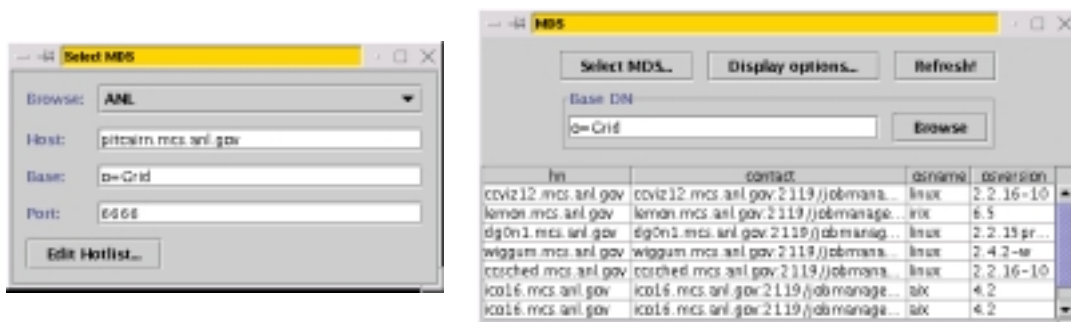 Select MDS
Browse: ANL
Host: pitcairn.mcs.anl.gov
Base: o=Grid
Port: 6666
Edit Hotlist...
MDS
Select MDS... Display options... Refresh!
Base DN
o=Grid Browse
hn contact osname osversion
ccviz12.mcs.anl.gov ccviz12.mcs.anl.gov:2119/jobmana... linux 2.2.16-10
lemon.mcs.anl.gov lemon.mcs.anl.gov:2119/jobmanage... irix 6.5
dg0n1.mcs.anl.gov dg0n1.mcs.anl.gov:2119/jobmanag... linux 2.2.19pr...
wiggum.mcs.anl.gov wiggum.mcs.anl.gov:2119/jobmana... linux 2.4.2-w
ccsched.mcs.anl.gov ccsched.mcs.anl.gov:2119/jobmana... linux 2.2.16-10
ico16.mcs.anl.gov ico16.mcs.anl.gov:2119/jobmanage... aix 4.2
ico16.mcs.anl.gov ico16.mcs.anl.gov:2119/jobmanage... aix 4.2